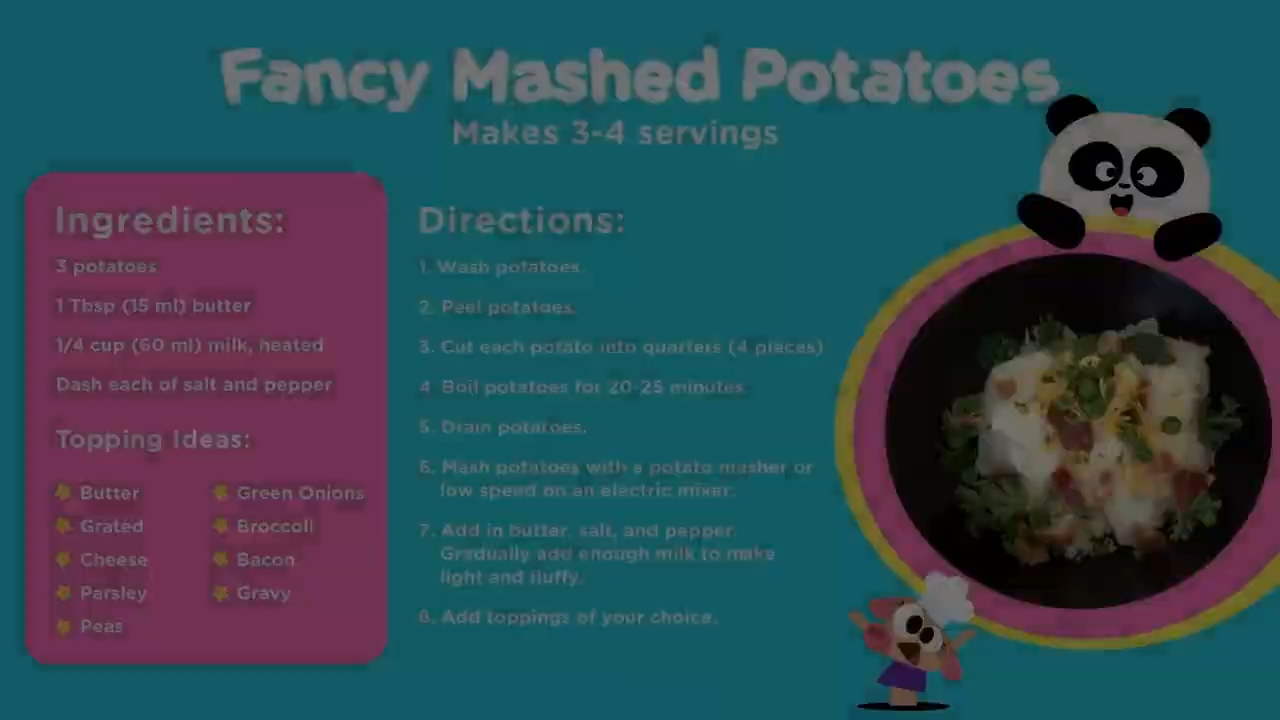 Fancy Mashed Potatoes
Makes 3-4 servings
Ingredients:
3 potatoes
1 Tbsp (15 ml) butter
1/4 cup (60 ml) milk, heated
Dash each of salt and pepper
Topping Ideas:
Butter
Grated
Cheese
Parsley
Peas
Green Onions
Broccoli
Bacon
Gravy
Directions:
1. Wash potatoes.
2. Peel potatoes.
3. Cut each potato into quarters (4 pieces)
4. Boil potatoes for 20-25 minutes.
5. Drain potatoes.
6. Mash potatoes with a potato masher or
low speed on an electric mixer.
7. Add in butter, salt, and pepper.
Gradually add enough milk to make
light and fluffy.
8. Add toppings of your choice.